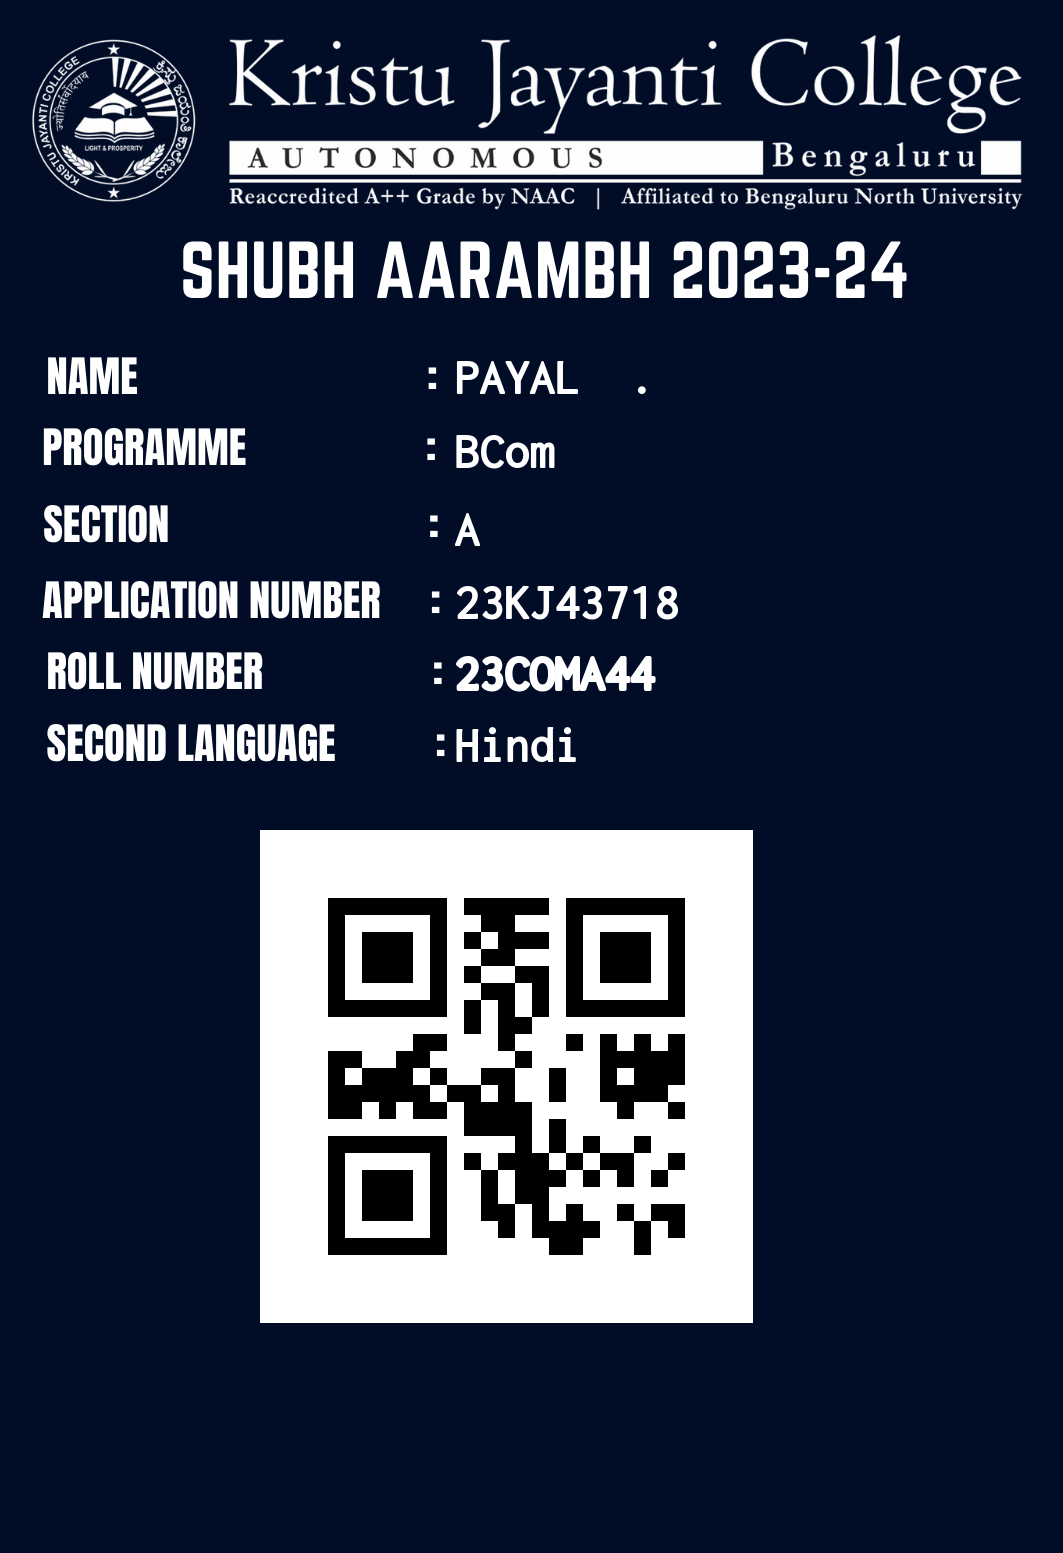 Kristu Jayanti College
AUTONOMOUS Bengaluru
Reaccredited A++ Grade by NAAC | Affiliated to Bengaluru North University
KRISTU JAYANTI COLLEGE
LIGHT & PROSPERITY
SHUBH AARAMBH 2023-24
NAME : PAYAL .
PROGRAMME : BCom
SECTION : A
APPLICATION NUMBER : 23KJ43718
ROLL NUMBER : 23COMA44
SECOND LANGUAGE : Hindi